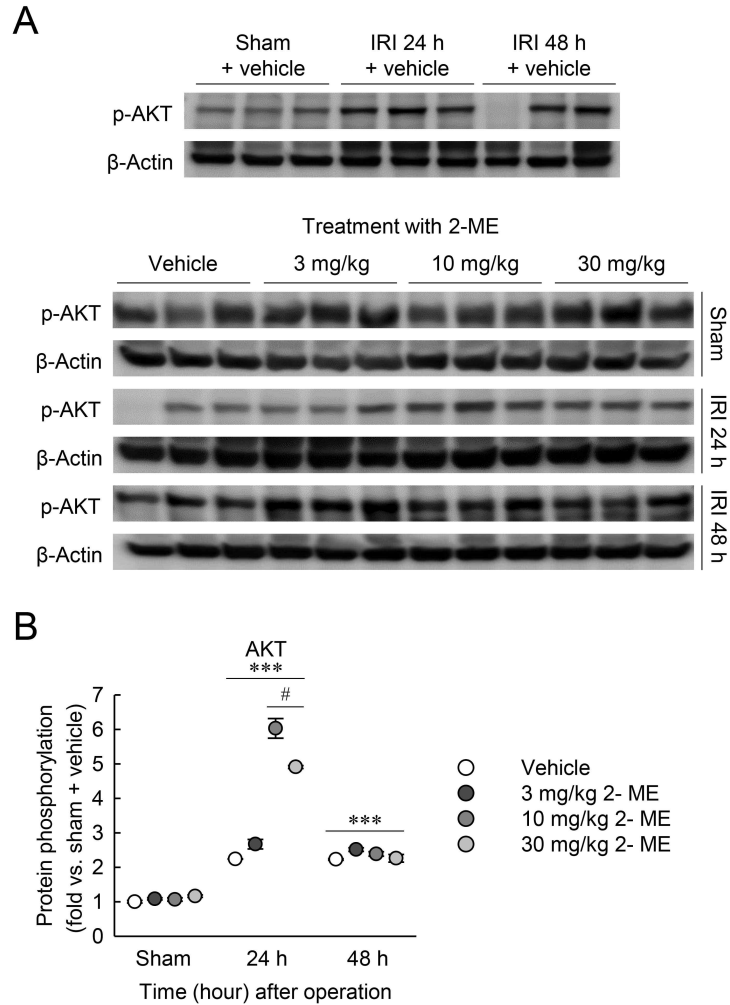 A
Sham
+ vehicle
IRI 24 h
+ vehicle
IRI 48 h
+ vehicle
p-AKT
β-Actin
Treatment with 2-ME
Vehicle
3 mg/kg
10 mg/kg
30 mg/kg
p-AKT
β-Actin
Sham
p-AKT
β-Actin
IRI 24 h
p-AKT
β-Actin
IRI 48 h
B
AKT
***
#
***
Protein phosphorylation
(fold vs. sham + vehicle)
7
6
5
4
3
2
1
0
Sham
24 h
48 h
Time (hour) after operation
Vehicle
3 mg/kg 2- ME
10 mg/kg 2- ME
30 mg/kg 2- ME